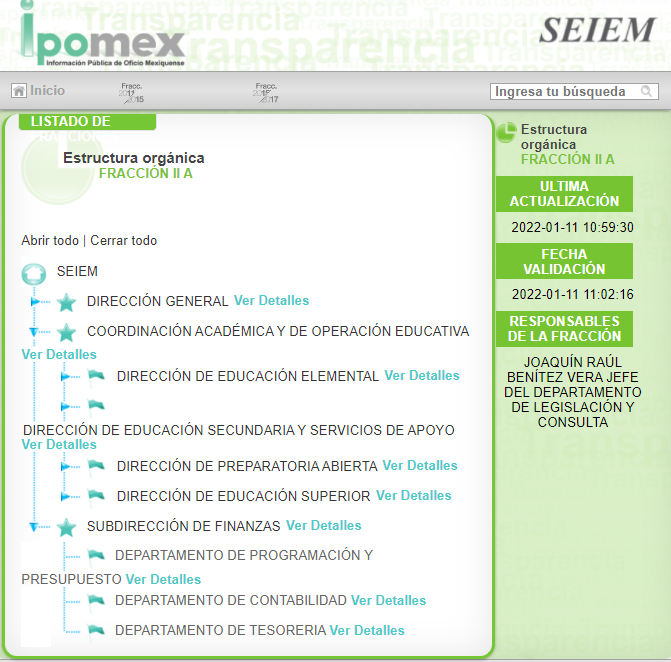 ipomex
Información Pública de Oficio Mexiquense
SEIEM
Inicio
Fracc.
Fracc.
Ingresa tu búsqueda
LISTADO DE
FRACCION
Estructura orgánica
FRACCIÓN II A
Abrir todo | Cerrar todo
SEIEM
DIRECCIÓN GENERAL Ver Detalles
COORDINACIÓN ACADÉMICA Y DE OPERACIÓN EDUCATIVA
Ver Detalles
DIRECCIÓN DE EDUCACIÓN ELEMENTAL Ver Detalles
DIRECCIÓN DE EDUCACIÓN SECUNDARIA Y SERVICIOS DE APOYO
Ver Detalles
DIRECCIÓN DE PREPARATORIA ABIERTA Ver Detalles
DIRECCIÓN DE EDUCACIÓN SUPERIOR Ver Detalles
SUBDIRECCIÓN DE FINANZAS Ver Detalles
DEPARTAMENTO DE PROGRAMACIÓN Y
PRESUPUESTO Ver Detalles
DEPARTAMENTO DE CONTABILIDAD Ver Detalles
DEPARTAMENTO DE TESORERIA Ver Detalles
Estructura
orgánica
FRACCIÓN II A
ULTIMA
ACTUALIZACIÓN
2022-01-11 10:59:30
FECHA
VALIDACIÓN
2022-01-11 11:02:16
RESPONSABLES
DE LA FRACCIÓN
JOAQUÍN RAÚL
BENÍTEZ VERA JEFE
DEL DEPARTAMENTO
DE LEGISLACIÓN Y
CONSULTA